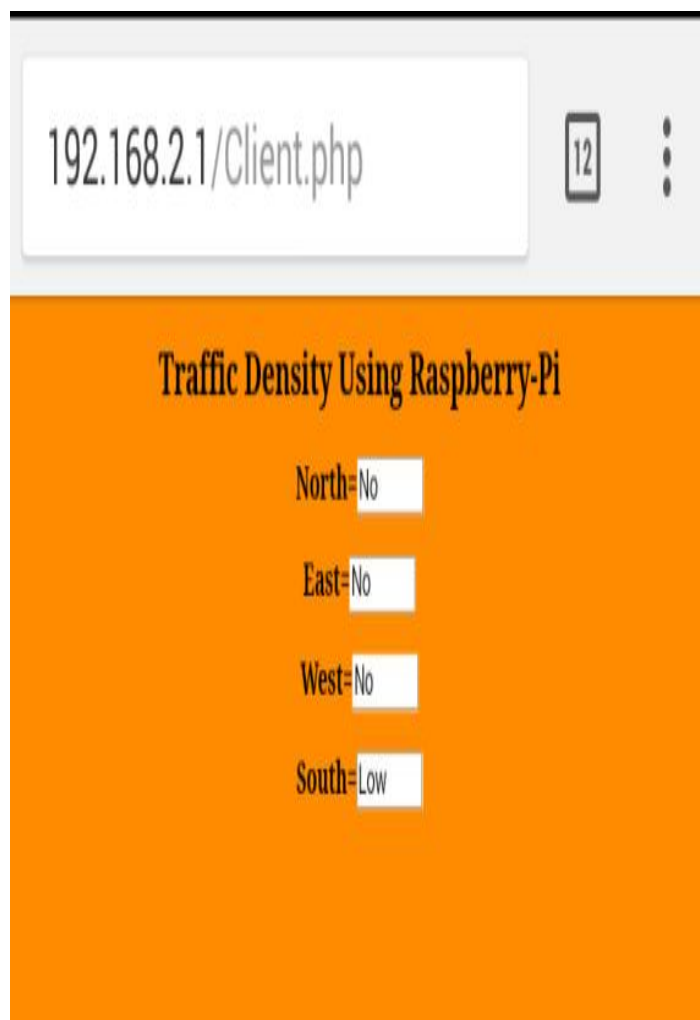 192.168.2.1/Client.php 12
Traffic Density Using Raspberry-Pi
North=No
East=No
West=No
South=Low